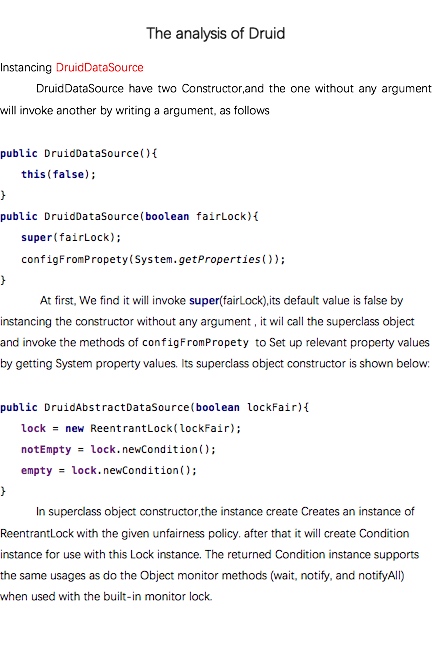 The analysis of Druid
Instancing DruidDataSource
DruidDataSource have two Constructor,and the one without any argument
will invoke another by writing a argument, as follows
public DruidDataSource(){
this(false);
}
public DruidDataSource(boolean fairLock){
super(fairLock);
configFromPropety(System.getProperties());
}
At first, We find it will invoke super(fairLock),its default value is false by
instancing the constructor without any argument , it wil call the superclass object
and invoke the methods of configFromPropety to Set up relevant property values
by getting System property values. Its superclass object constructor is shown below:
public DruidAbstractDataSource(boolean lockFair){
lock = new ReentrantLock(lockFair);
notEmpty = lock.newCondition();
empty = lock.newCondition();
}
In superclass object constructor,the instance create Creates an instance of
ReentrantLock with the given unfairness policy. after that it will create Condition
instance for use with this Lock instance. The returned Condition instance supports
the same usages as do the Object monitor methods (wait, notify, and notifyAll)
when used with the built-in monitor lock.